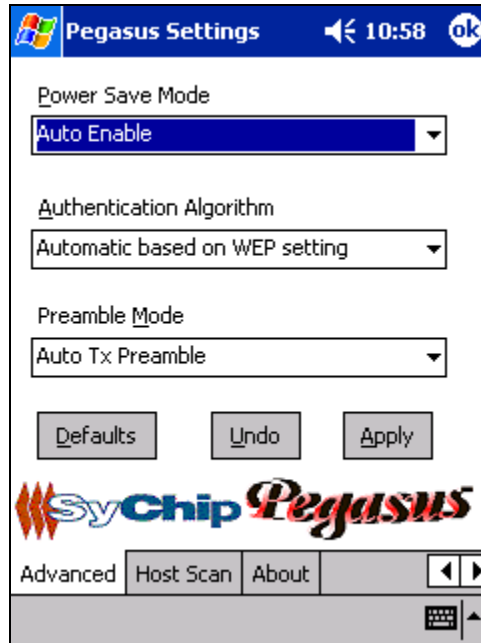 Pegasus Settings 10:58 ok
Power Save Mode
Auto Enable
Authentication Algorithm
Automatic based on WEP setting
Preamble Mode
Auto Tx Preamble
Defaults Undo Apply
SyChip Pegasus
Advanced Host Scan About